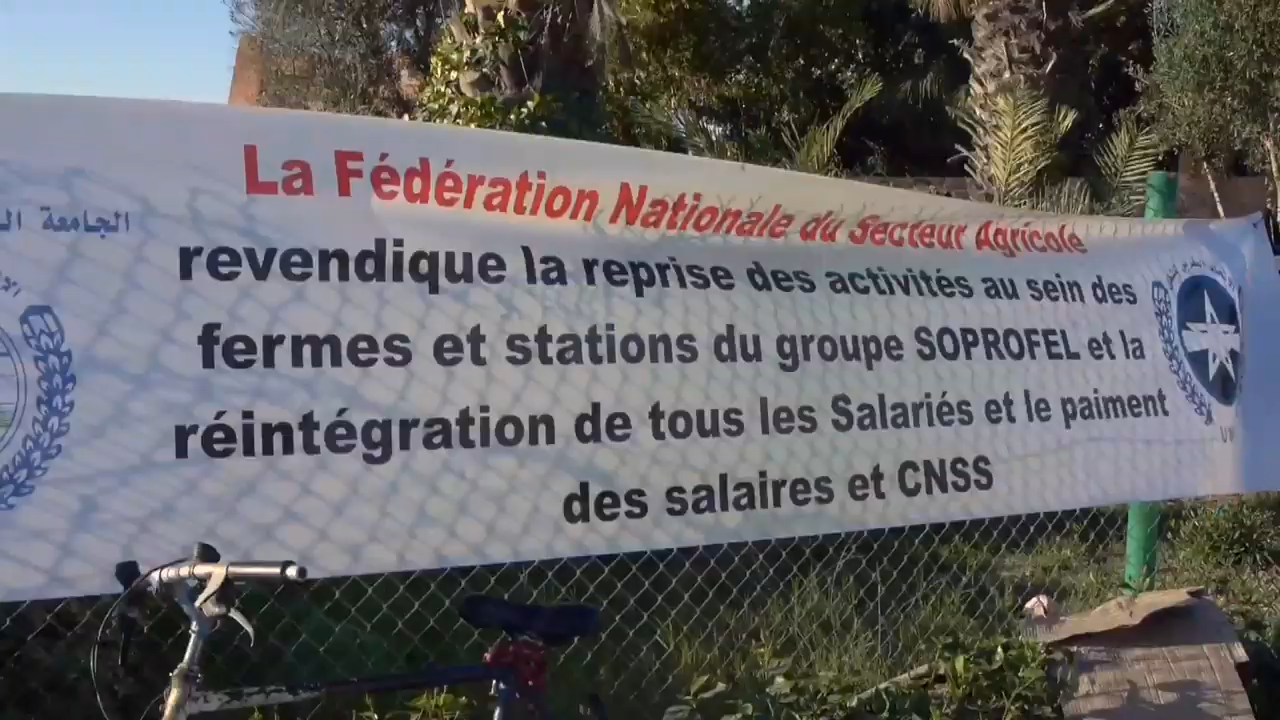 La Fédération Nationale du Secteur Agricole
revendique la reprise des activités au sein des
fermes et stations du groupe SOPROFEL et la
réintégration de tous les Salariés et le paiment
des salaires et CNSS
الجامعة